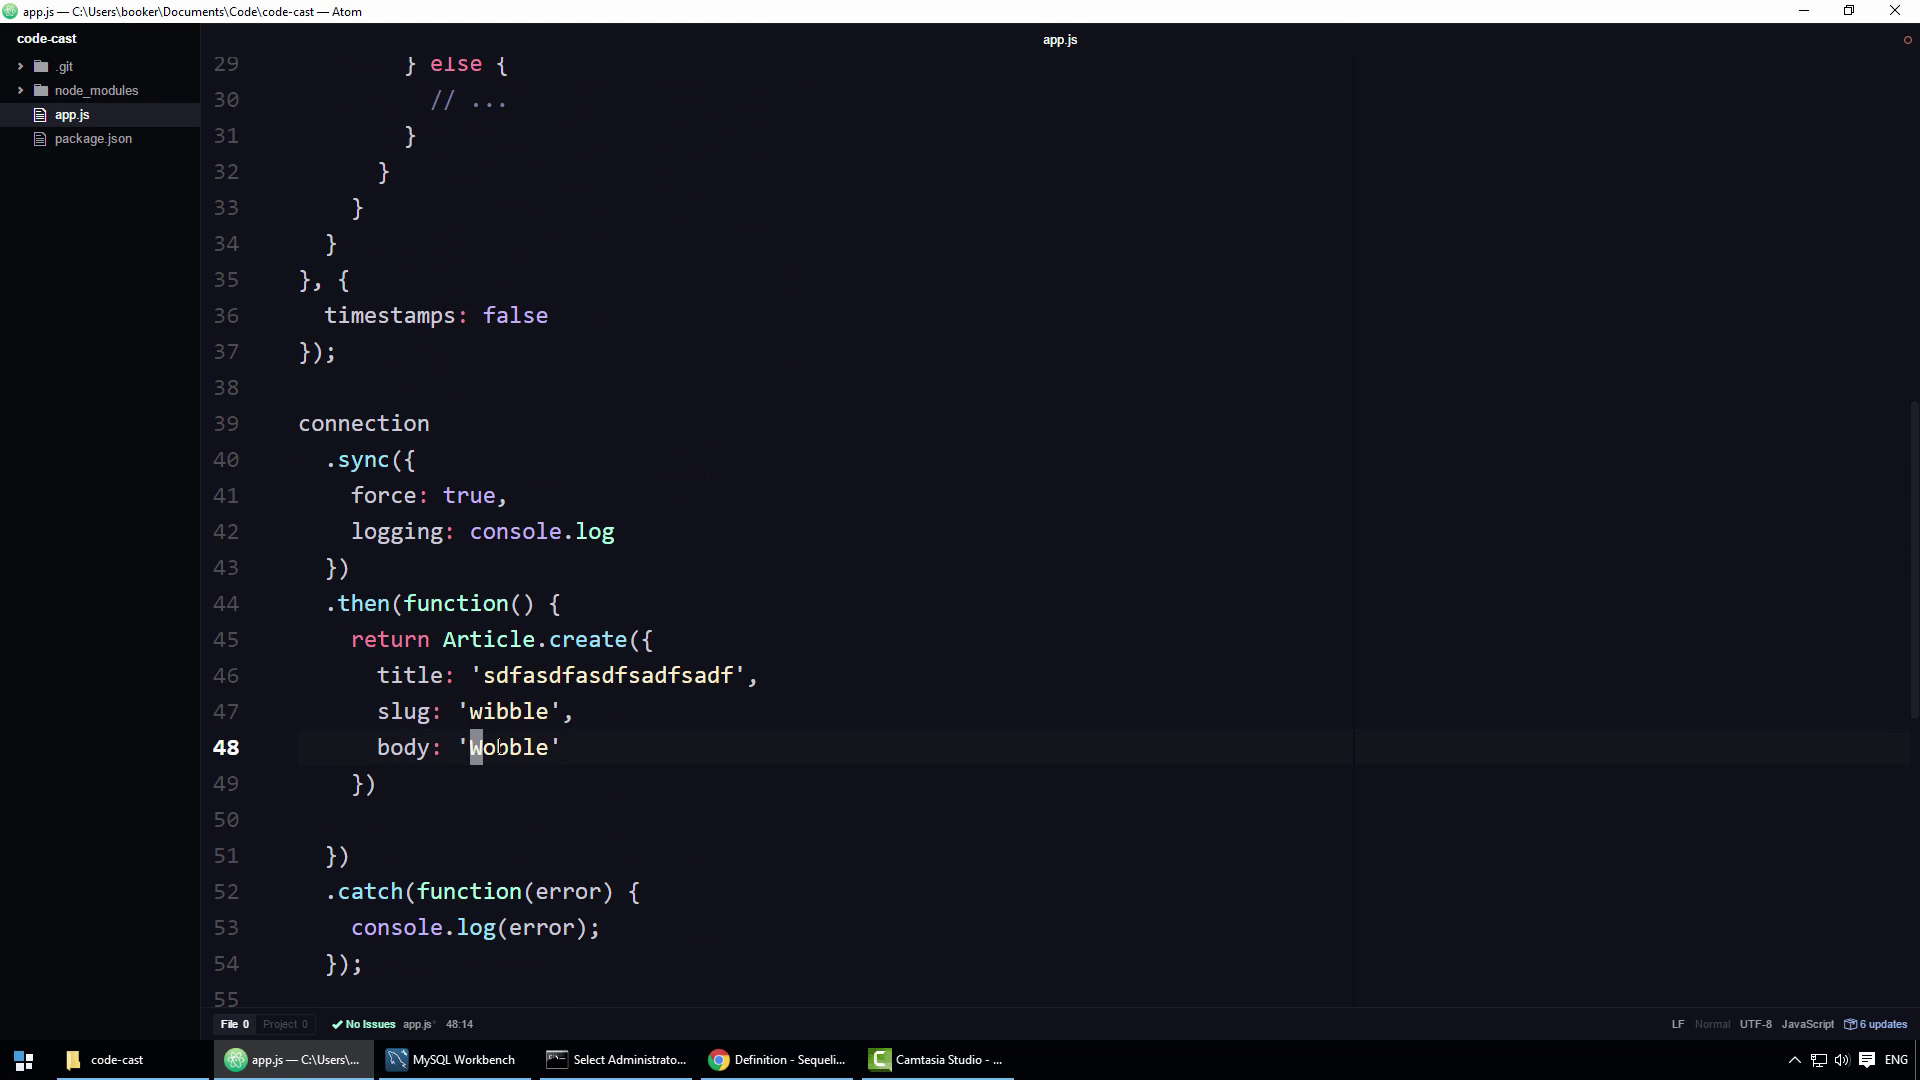 app.js — C:\Users\booker\Documents\Code\code-cast — Atom
code-cast
.git
node_modules
app.js
package.json
app.js
29 } else {
30 // ...
31 }
32 }
33 }
34 }
35 }, {
36 timestamps: false
37 });
38
39 connection
40 .sync({
41 force: true,
42 logging: console.log
43 })
44 .then(function() {
45 return Article.create({
46 title: 'sdfasdfasdfsadfsadf',
47 slug: 'wibble',
48 body: 'Wobble'
49 })
50
51 })
52 .catch(function(error) {
53 console.log(error);
54 });
55
File 0 Project 0 No Issues app.js* 48:14 LF Normal UTF-8 JavaScript 6 updates
code-cast app.js — C:\Users\... MySQL Workbench Select Administrato... Definition - Sequeli... Camtasia Studio - ... ENG